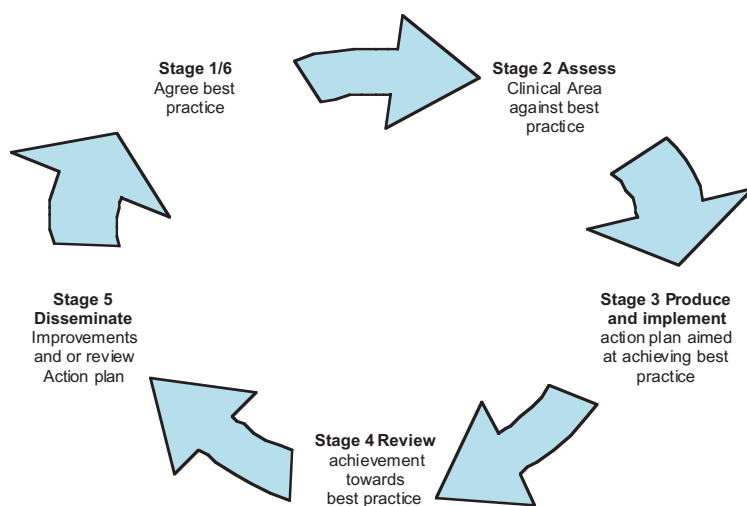 Stage 1/6
Agree best
practice
Stage 2 Assess
Clinical Area
against best
practice
Stage 3 Produce
and implement
action plan aimed
at achieving best
practice
Stage 4 Review
achievement
towards
best practice
Stage 5
Disseminate
Improvements
and or review
Action plan